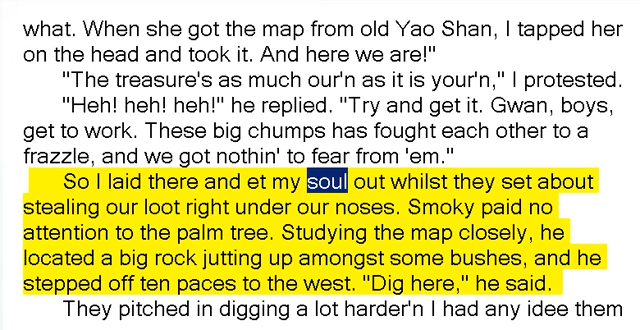 what. When she got the map from old Yao Shan, I tapped her
on the head and took it. And here we are!"
"The treasure's as much our'n as it is your'n," I protested.
"Heh! heh! heh!" he replied. "Try and get it. Gwan, boys,
get to work. These big chumps has fought each other to a
frazzle, and we got nothin' to fear from 'em."
So I laid there and et my soul out whilst they set about
stealing our loot right under our noses. Smoky paid no
attention to the palm tree. Studying the map closely, he
located a big rock jutting up amongst some bushes, and he
stepped off ten paces to the west. "Dig here," he said.
They pitched in digging a lot harder'n I had any idee them